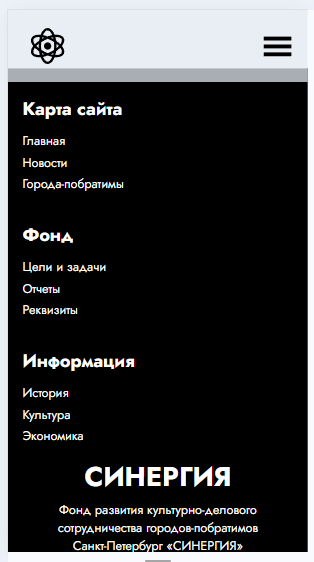 Карта сайта
Главная
Новости
Города-побратимы
Фонд
Цели и задачи
Отчеты
Реквизиты
Информация
История
Культура
Экономика
СИНЕРГИЯ
Фонд развития культурно-делового
сотрудничества городов-побратимов
Санкт-Петербург «СИНЕРГИЯ»